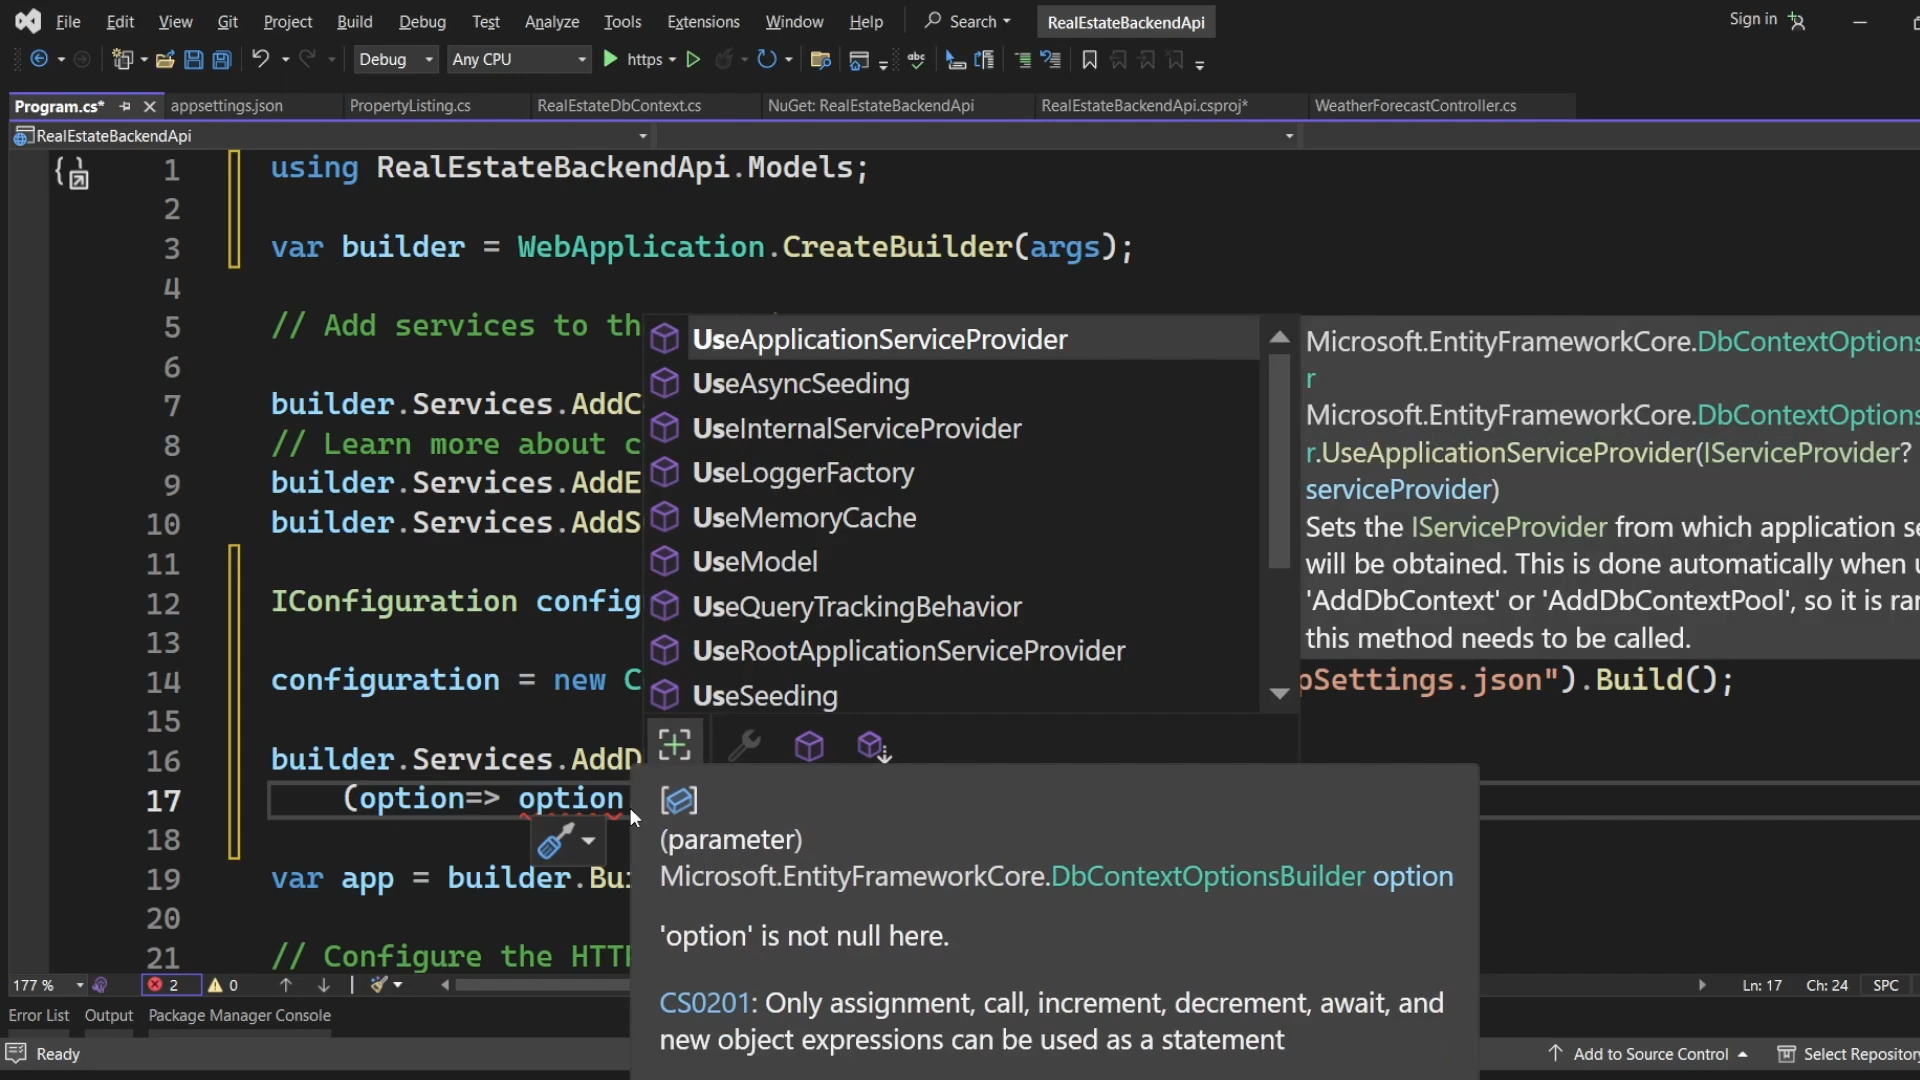 File Edit View Git Project Build Debug Test Analyze Tools Extensions Window Help Search RealEstateBackendApi Sign in
Debug Any CPU https
Program.cs* appsettings.json PropertyListing.cs RealEstateDbContext.cs NuGet: RealEstateBackendApi RealEstateBackendApi.csproj* WeatherForecastController.cs
RealEstateBackendApi
1 using RealEstateBackendApi.Models;
2
3 var builder = WebApplication.CreateBuilder(args);
4
5 // Add services to th
6
7 builder.Services.AddC
8 // Learn more about c
9 builder.Services.AddE
10 builder.Services.AddS
11
12 IConfiguration config
13
14 configuration = new C pSettings.json").Build();
15
16 builder.Services.AddD
17 (option=> option
18
19 var app = builder.Bui
20
21 // Configure the HTTP
UseApplicationServiceProvider
UseAsyncSeeding
UseInternalServiceProvider
UseLoggerFactory
UseMemoryCache
UseModel
UseQueryTrackingBehavior
UseRootApplicationServiceProvider
UseSeeding
Microsoft.EntityFrameworkCore.DbContextOptions
r
Microsoft.EntityFrameworkCore.DbContextOptions
r.UseApplicationServiceProvider(IServiceProvider?
serviceProvider)
Sets the IServiceProvider from which application se
will be obtained. This is done automatically when u
'AddDbContext' or 'AddDbContextPool', so it is rar
this method needs to be called.
(parameter)
Microsoft.EntityFrameworkCore.DbContextOptionsBuilder option
'option' is not null here.
CS0201: Only assignment, call, increment, decrement, await, and
new object expressions can be used as a statement
177 % 2 0 Ln: 17 Ch: 24 SPC
Error List Output Package Manager Console
Ready Add to Source Control Select Repository